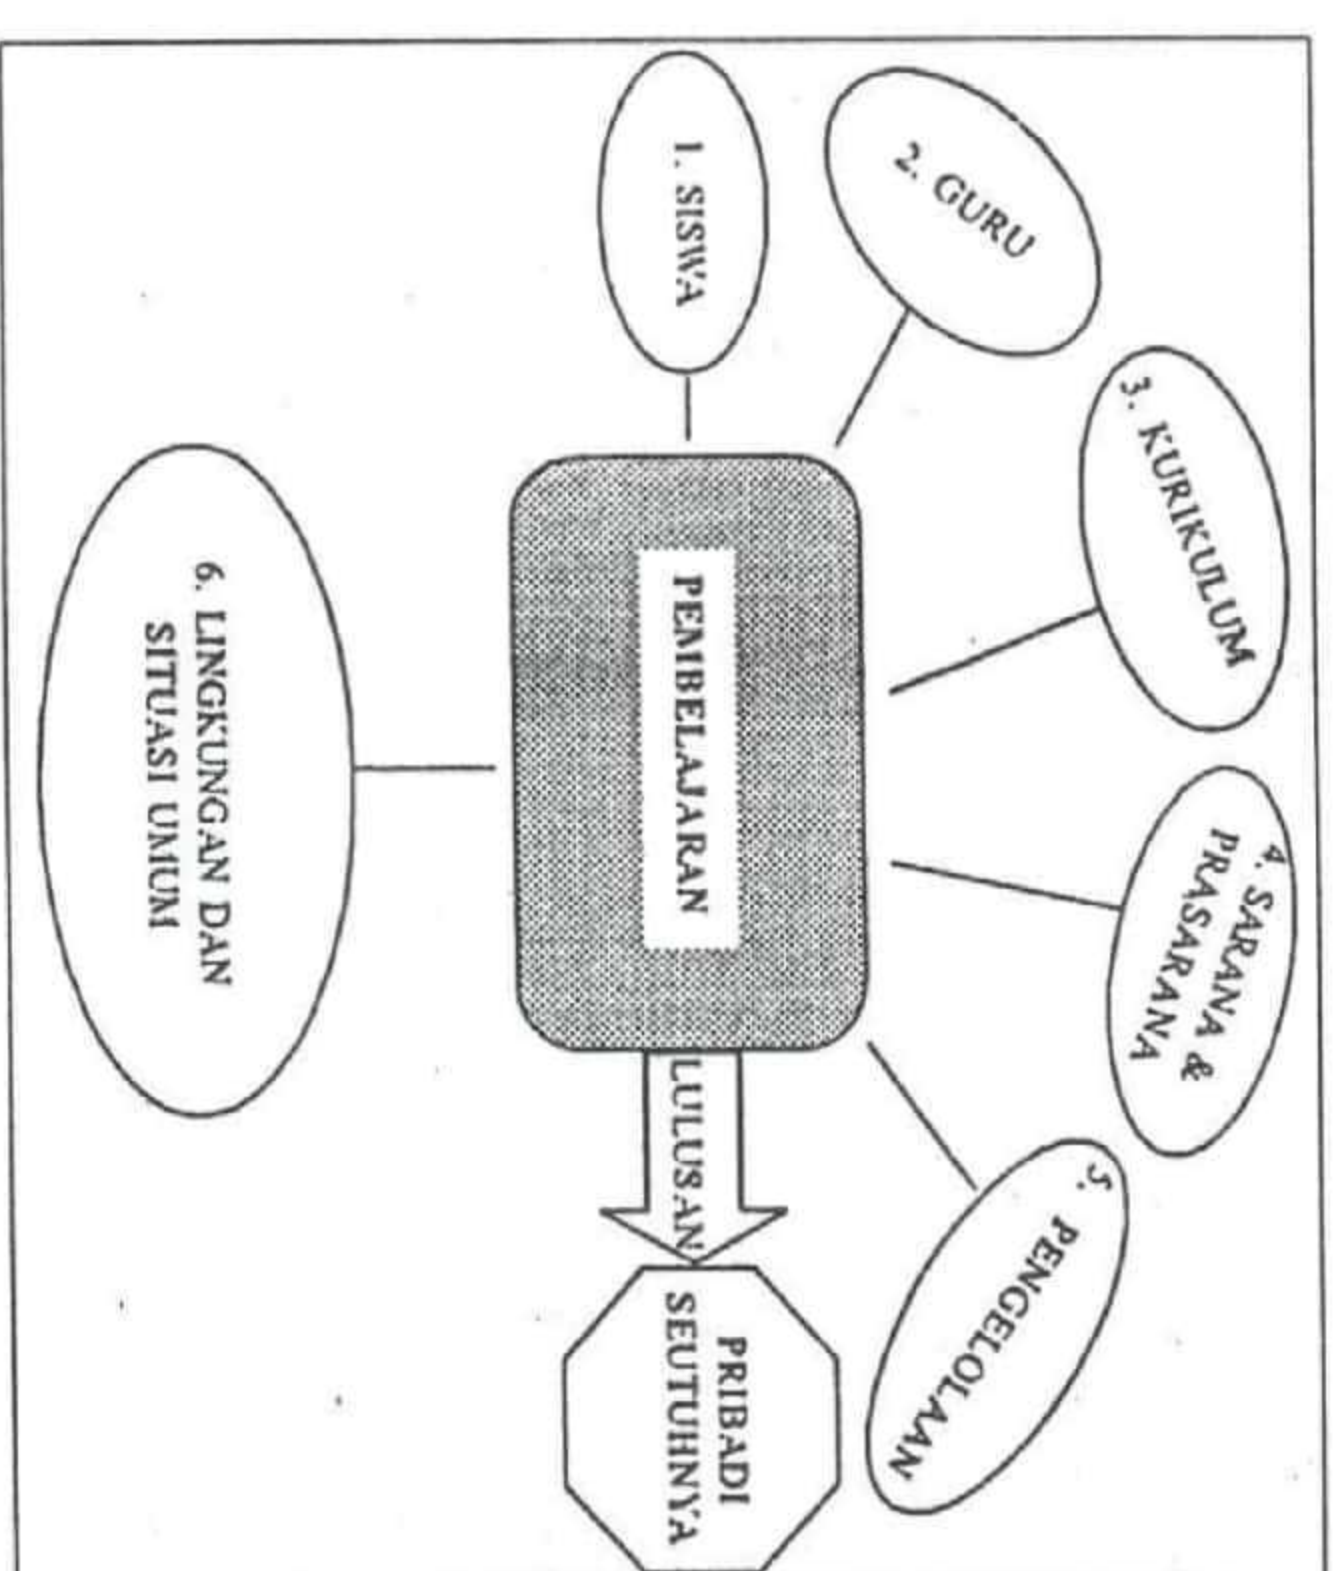 1. SISWA
2. GURU
3. KURIKULUM
4. SARANA &
PRASARANA
5. PENGELOLAAN
PEMBELAJARAN
LULUSAN
PRIBADI
SEUTUHNYA
6. LINGKUNGAN DAN
SITUASI UMUM